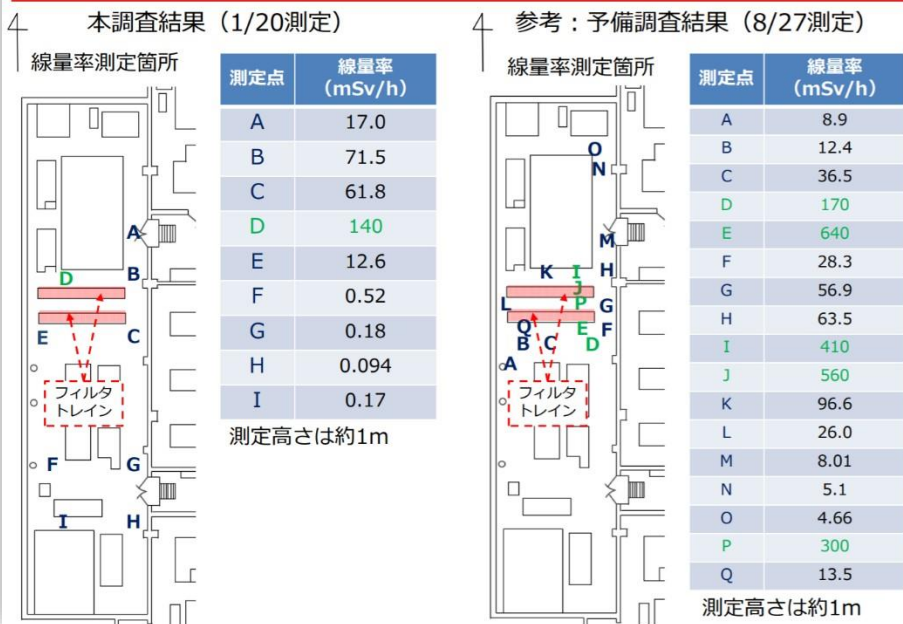 本調査結果（1/20測定）
線量率測定箇所
測定点 線量率（mSv/h）
A 17.0
B 71.5
C 61.8
D 140
E 12.6
F 0.52
G 0.18
H 0.094
I 0.17
測定高さは約1m
A
B
D
E
C
フィルタ
トレイン
F
G
I
H
参考：予備調査結果（8/27測定）
線量率測定箇所
測定点 線量率（mSv/h）
A 8.9
B 12.4
C 36.5
D 170
E 640
F 28.3
G 56.9
H 63.5
I 410
J 560
K 96.6
L 26.0
M 8.01
N 5.1
O 4.66
P 300
Q 13.5
測定高さは約1m
O
N
M
K I H
J
L P G
Q E F
B C D
A
フィルタ
トレイン